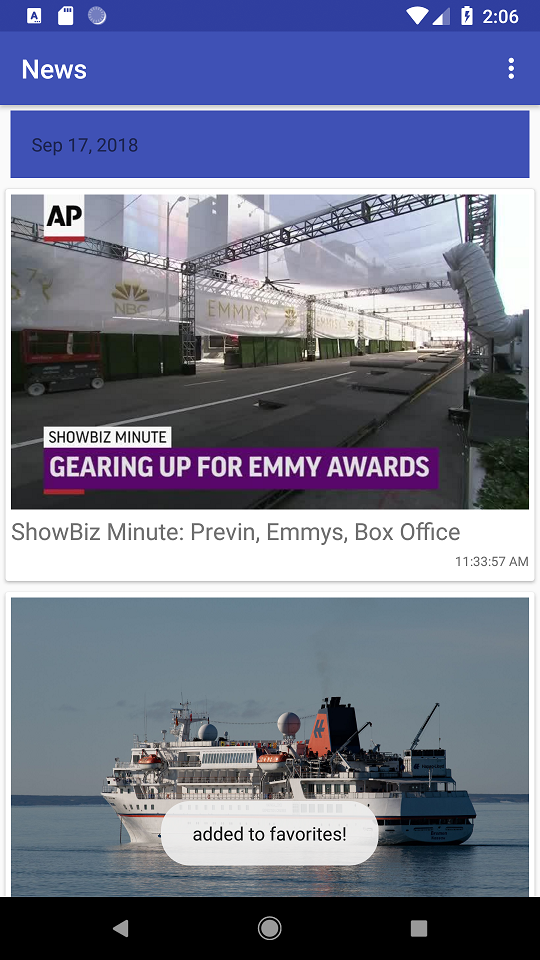 2:06
News
Sep 17, 2018
AP
NBC
EMMYS
SHOWBIZ MINUTE
GEARING UP FOR EMMY AWARDS
ShowBiz Minute: Previn, Emmys, Box Office
11:33:57 AM
added to favorites!